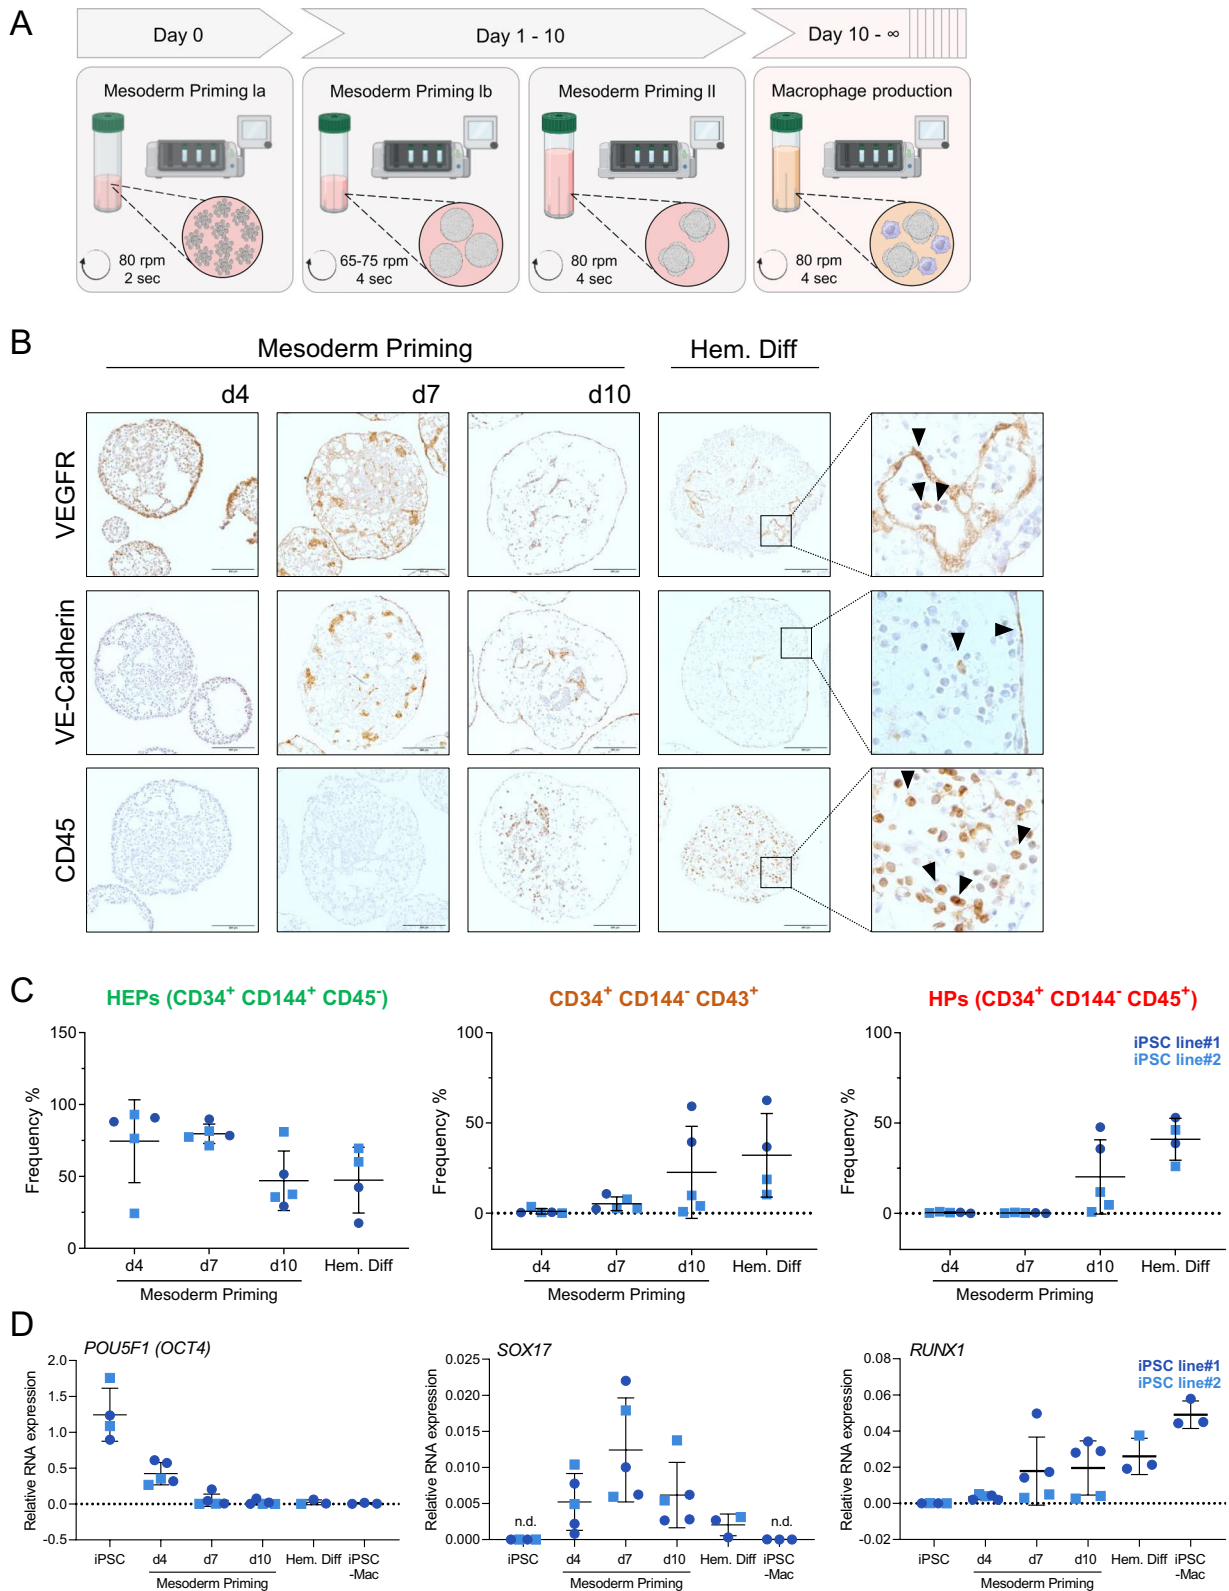 A
Day 0
Day 1 - 10
Day 10 - ∞
Mesoderm Priming Ia
Mesoderm Priming Ib
Mesoderm Priming II
Macrophage production
80 rpm
2 sec
65-75 rpm
4 sec
80 rpm
4 sec
80 rpm
4 sec
B
Mesoderm Priming
Hem. Diff
d4
d7
d10
VEGFR
VE-Cadherin
CD45
C
HEPs (CD34+ CD144+ CD45-)
Frequency %
150
100
50
0
d4
d7
d10
Hem. Diff
Mesoderm Priming
CD34+ CD144- CD43+
Frequency %
100
50
0
d4
d7
d10
Hem. Diff
Mesoderm Priming
HPs (CD34+ CD144- CD45+)
iPSC line#1
iPSC line#2
Frequency %
100
50
0
d4
d7
d10
Hem. Diff
Mesoderm Priming
D
POU5F1 (OCT4)
Relative RNA expression
2.0
1.5
1.0
0.5
0.0
-0.5
iPSC
d4
d7
d10
Hem. Diff
iPSC
-Mac
Mesoderm Priming
SOX17
Relative RNA expression
0.025
0.020
0.015
0.010
0.005
0.000
n.d.
n.d.
iPSC
d4
d7
d10
Hem. Diff
iPSC
-Mac
Mesoderm Priming
RUNX1
iPSC line#1
iPSC line#2
Relative RNA expression
0.08
0.06
0.04
0.02
0.00
-0.02
iPSC
d4
d7
d10
Hem. Diff
iPSC
-Mac
Mesoderm Priming